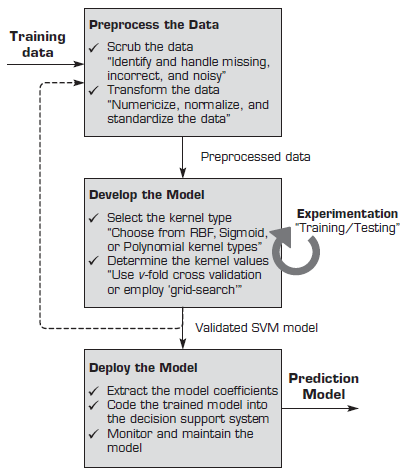 Training
data
Preprocess the Data
✓ Scrub the data
"Identify and handle missing,
incorrect, and noisy"
✓ Transform the data
"Numericize, normalize, and
standardize the data"
Preprocessed data
Develop the Model
✓ Select the kernel type
"Choose from RBF, Sigmoid,
or Polynomial kernel types"
✓ Determine the kernel values
"Use v-fold cross validation
or employ 'grid-search'"
Experimentation
"Training/Testing"
Validated SVM model
Deploy the Model
✓ Extract the model coefficients
✓ Code the trained model into
the decision support system
✓ Monitor and maintain the
model
Prediction
Model